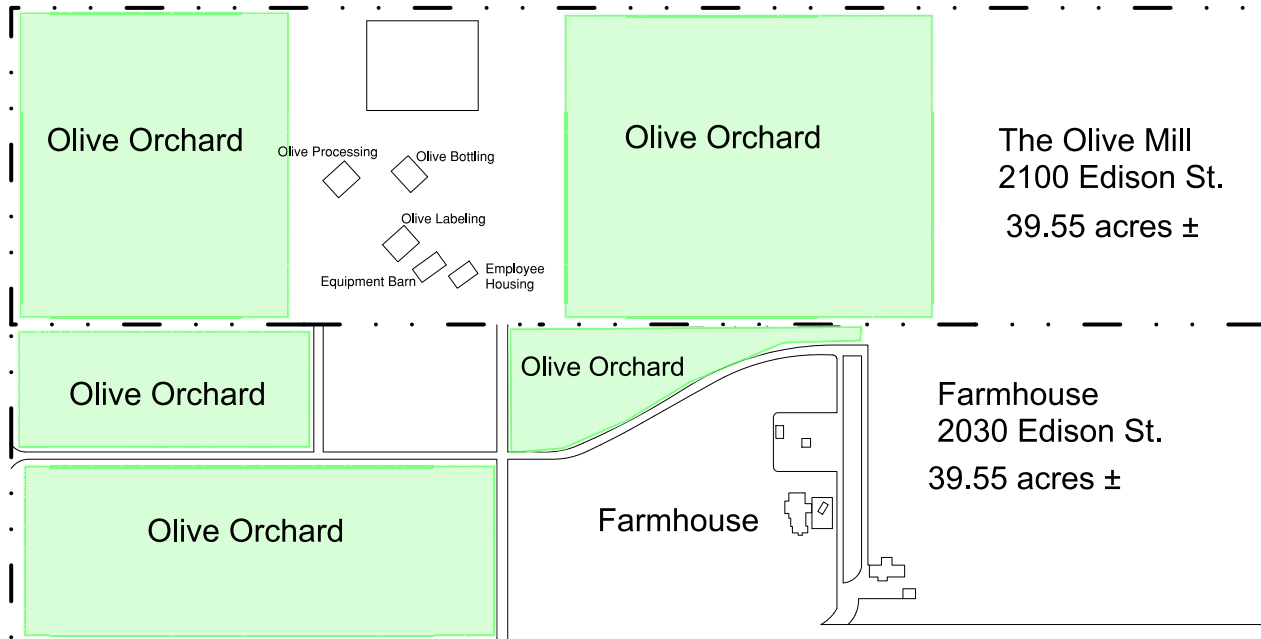 Olive Orchard
Olive Processing
Olive Bottling
Olive Labeling
Equipment Barn
Employee
Housing
Olive Orchard
The Olive Mill
2100 Edison St.
39.55 acres ±
Olive Orchard
Olive Orchard
Farmhouse
2030 Edison St.
39.55 acres ±
Olive Orchard
Farmhouse